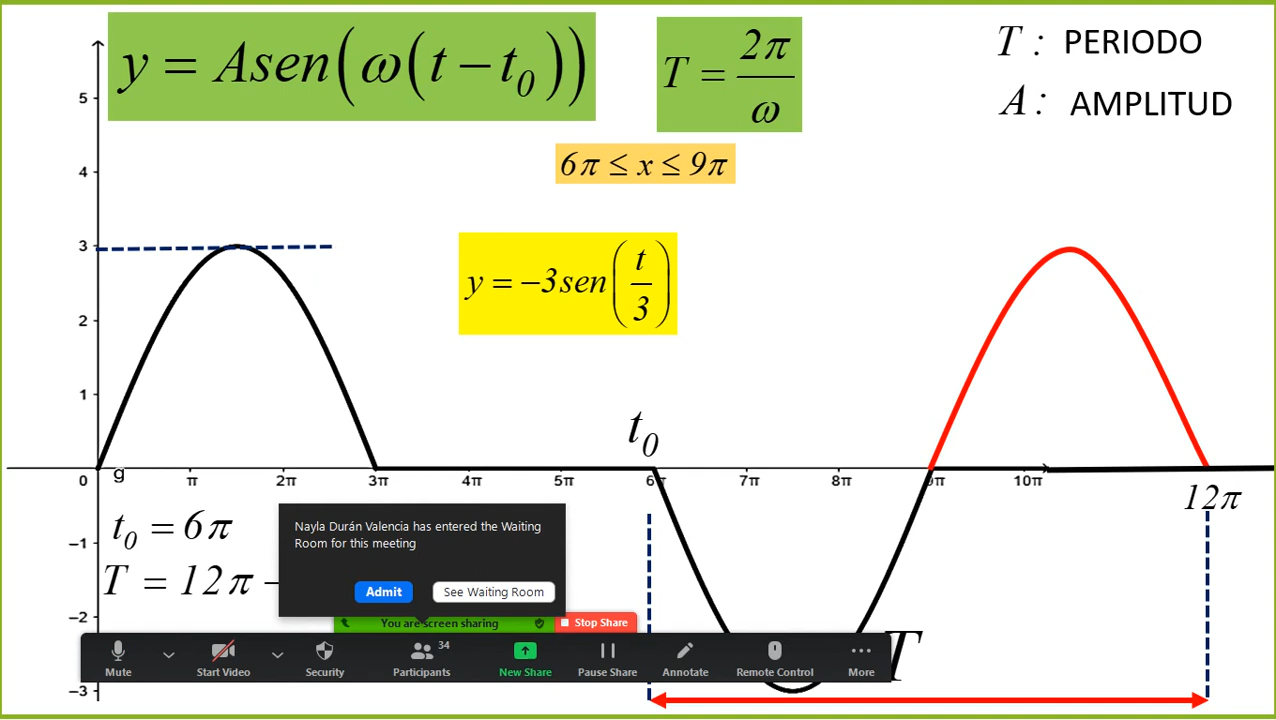 y = Asen(ω(t − t₀))
T = 2π/ω
T : PERIODO
A : AMPLITUD
6π ≤ x ≤ 9π
y = −3sen(t/3)
5
4
3
2
1
t₀
0 g π 2π 3π 4π 5π 6π 7π 8π 9π 10π
12π
t₀ = 6π
−1
T = 12π −
−2
−3
T
Nayla Durán Valencia has entered the Waiting
Room for this meeting
Admit See Waiting Room
You are screen sharing Stop Share
34
Mute Start Video Security Participants New Share Pause Share Annotate Remote Control More